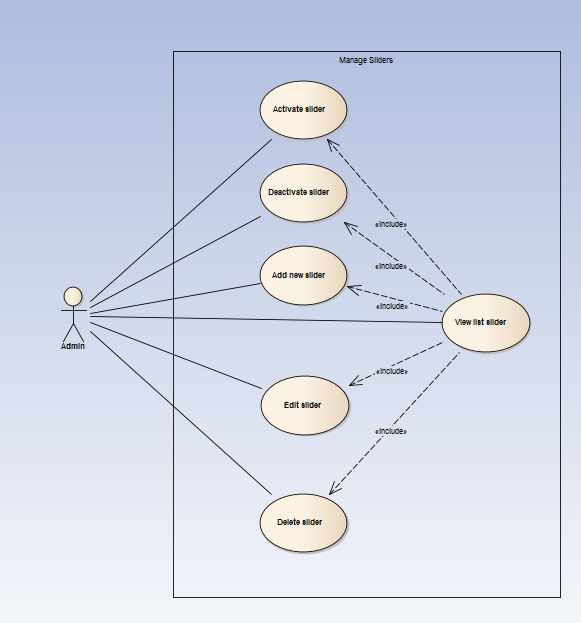 Manage Sliders
Activate slider
Deactivate slider
«include»
«include»
Add new slider
«include»
View list slider
Admin
«include»
Edit slider
«include»
Delete slider